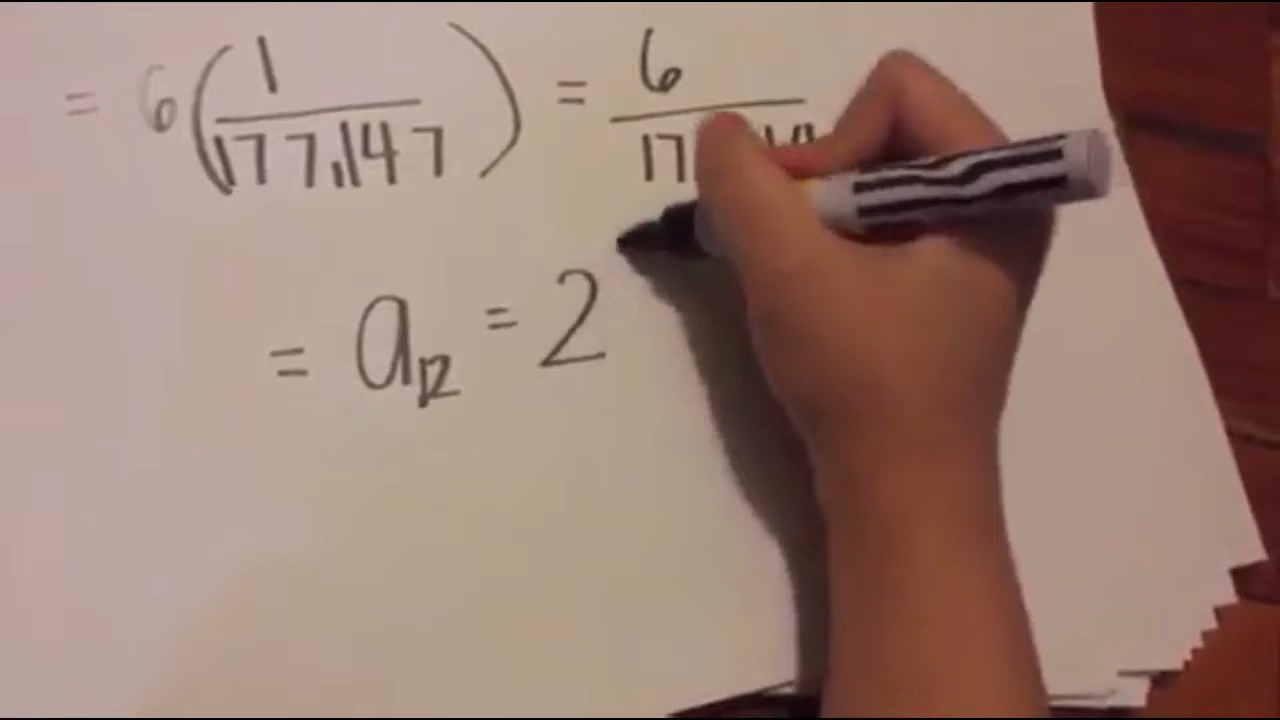 = 6(1/177,147) = 6/17
= a₁₂ = 2